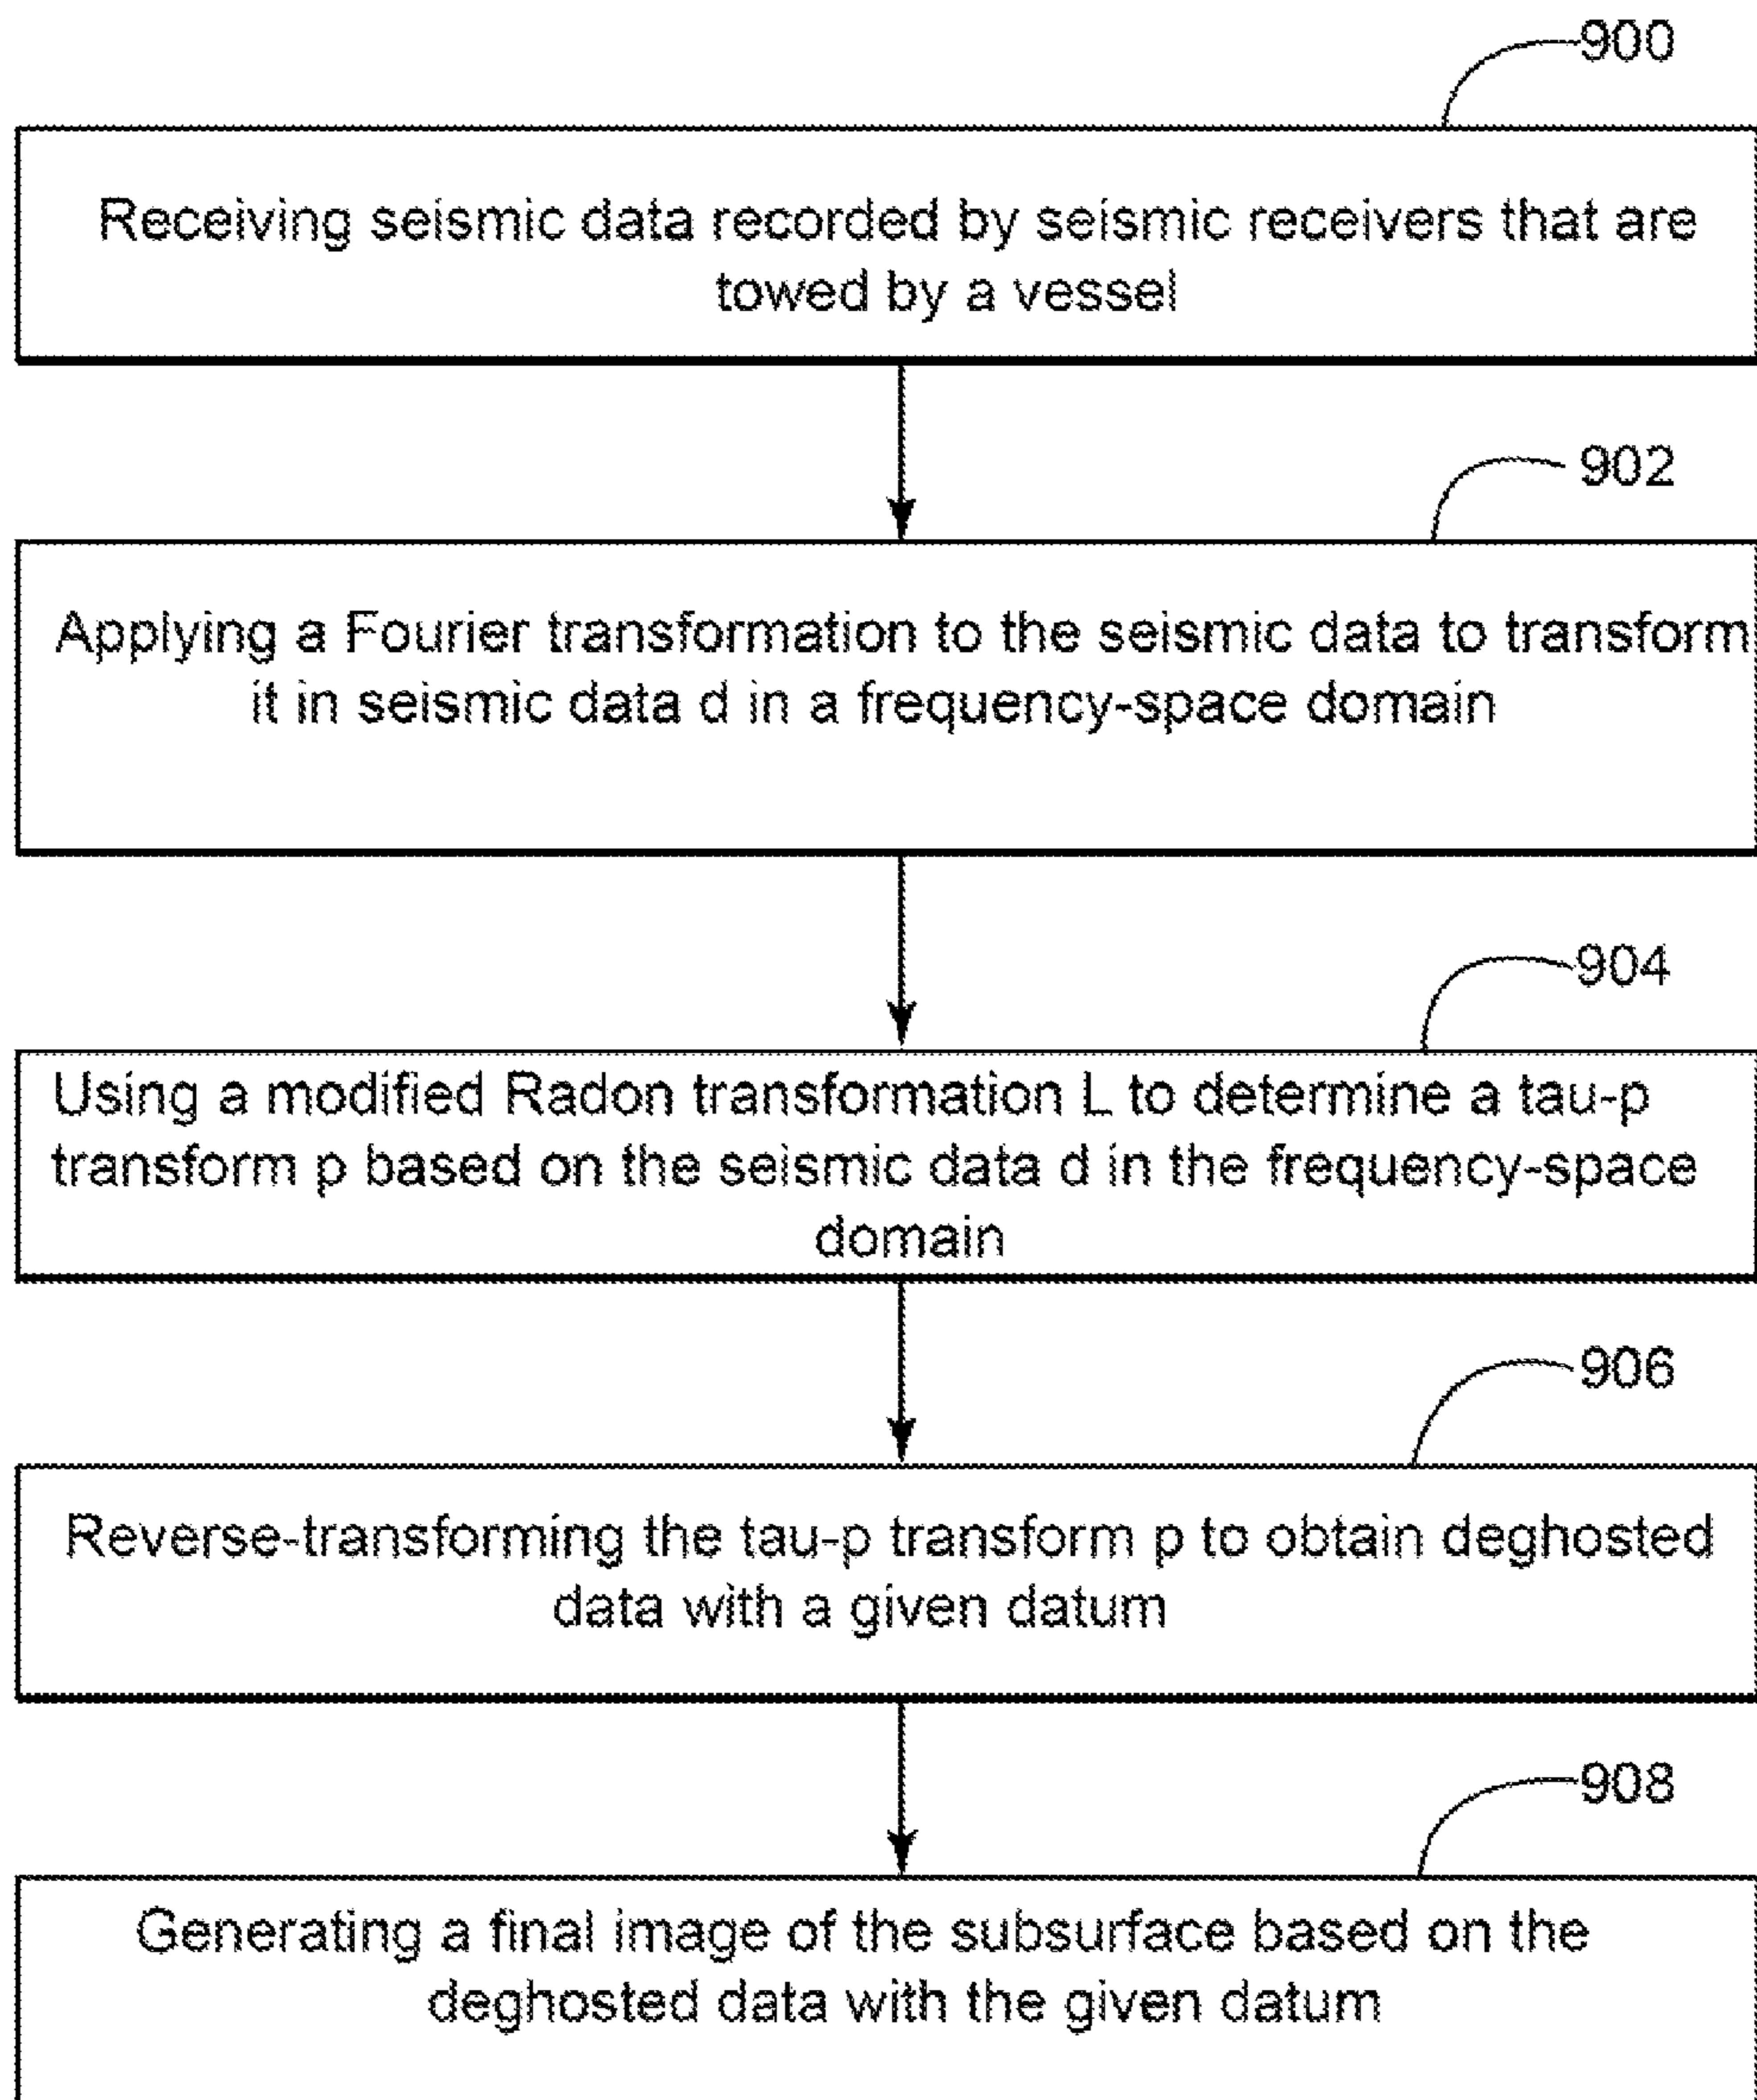 900
Receiving seismic data recorded by seismic receivers that are
towed by a vessel
902
Applying a Fourier transformation to the seismic data to transform
it in seismic data d in a frequency-space domain
904
Using a modified Radon transformation L to determine a tau-p
transform p based on the seismic data d in the frequency-space
domain
906
Reverse-transforming the tau-p transform p to obtain deghosted
data with a given datum
908
Generating a final image of the subsurface based on the
deghosted data with the given datum